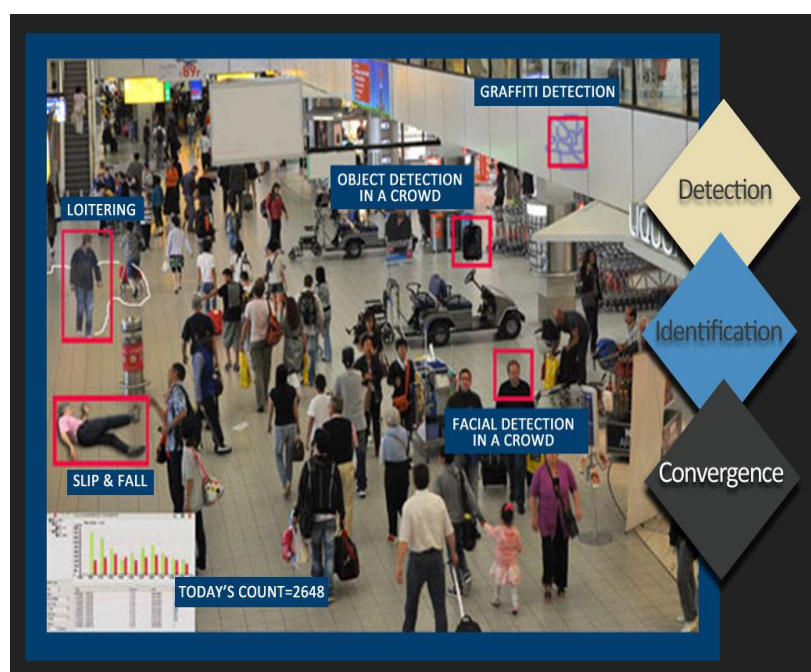 GRAFFITI DETECTION
OBJECT DETECTION
IN A CROWD
LOITERING
Detection
Identification
FACIAL DETECTION
IN A CROWD
SLIP & FALL
Convergence
TODAY'S COUNT=2648